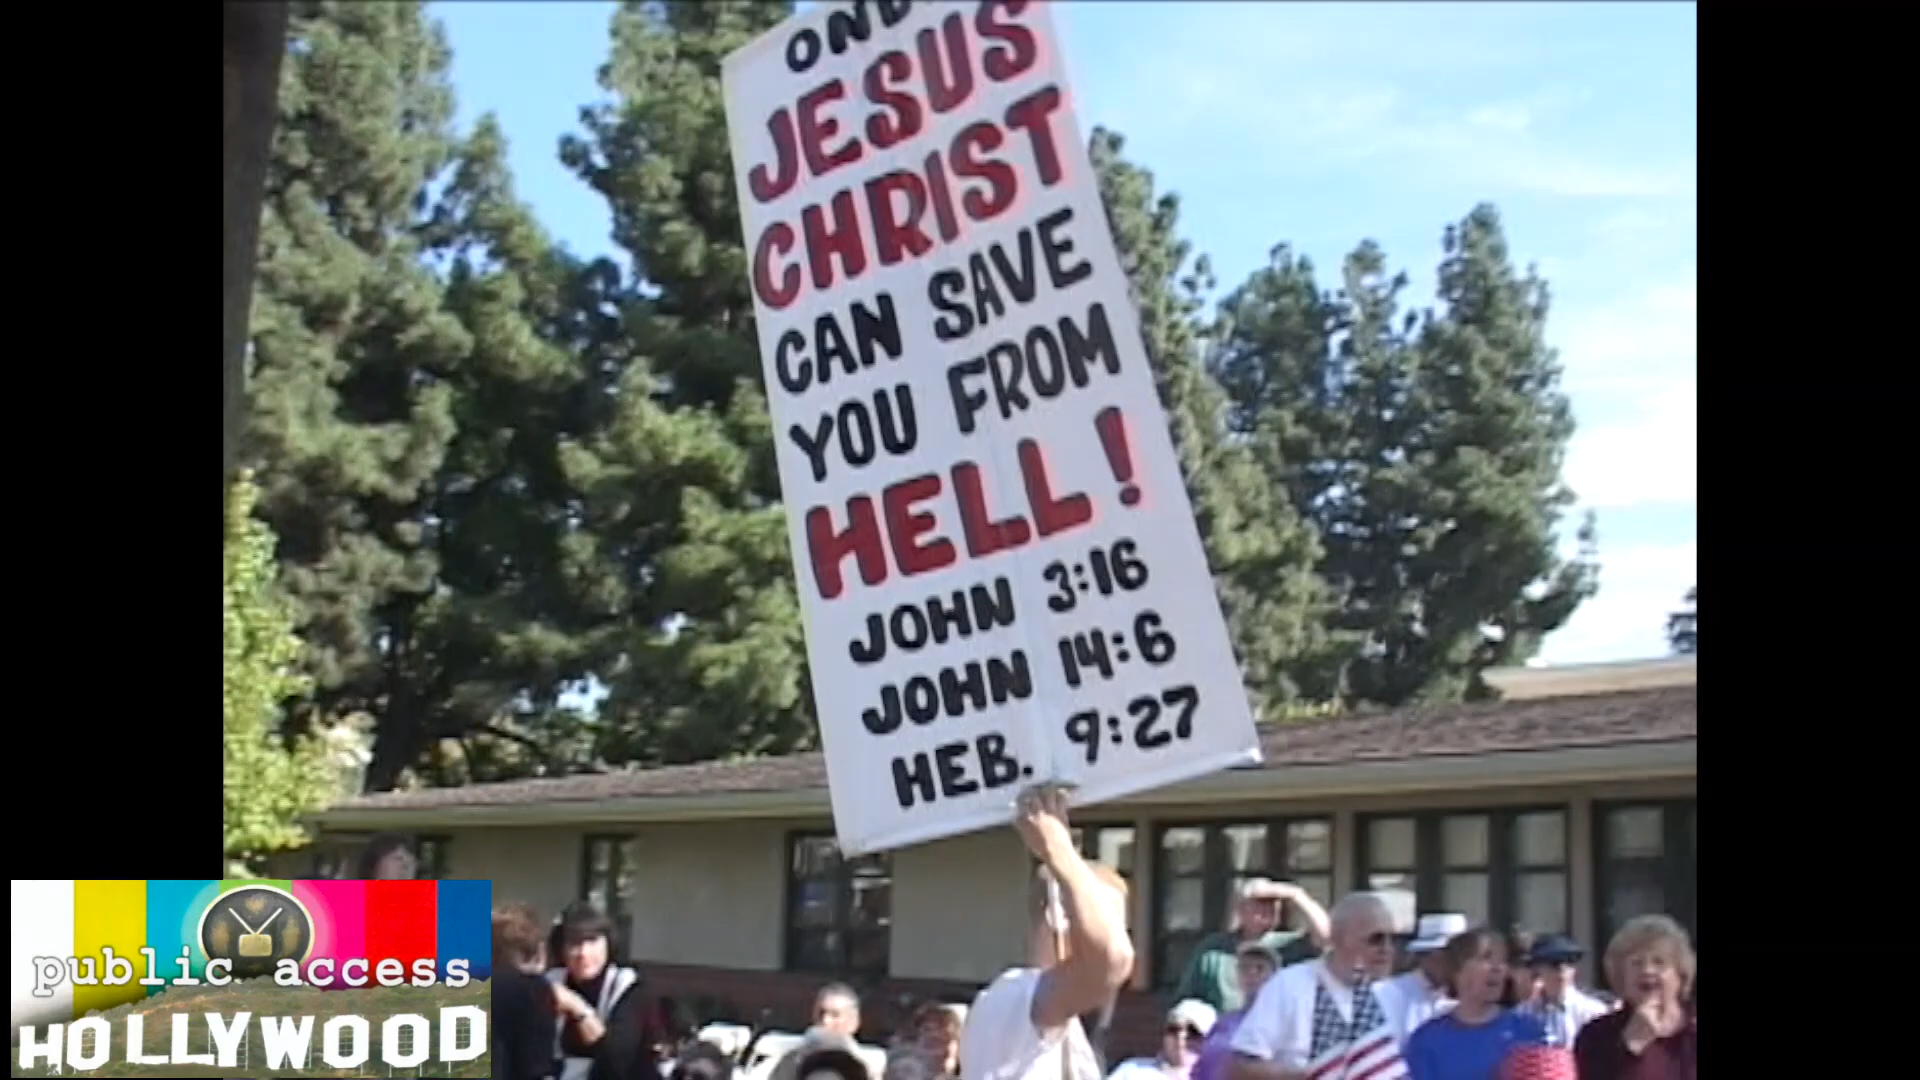 JESUS
CHRIST
CAN SAVE
YOU FROM
HELL!
JOHN 3:16
JOHN 14:6
HEB. 9:27
public access
HOLLYWOOD